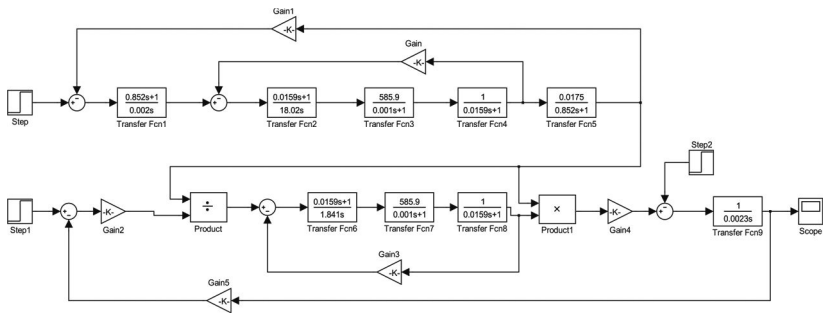 Gain1
-K-
Gain
-K-
Step
+
−
0.852s+1
0.002s
Transfer Fcn1
+
−
0.0159s+1
18.02s
Transfer Fcn2
585.9
0.001s+1
Transfer Fcn3
1
0.0159s+1
Transfer Fcn4
0.0175
0.852s+1
Transfer Fcn5
Step2
Step1
+
−
-K-
Gain2
÷
Product
+
−
0.0159s+1
1.841s
Transfer Fcn6
585.9
0.001s+1
Transfer Fcn7
1
0.0159s+1
Transfer Fcn8
×
Product1
-K-
Gain4
+
−
1
0.0023s
Transfer Fcn9
Scope
Gain3
-K-
Gain5
-K-